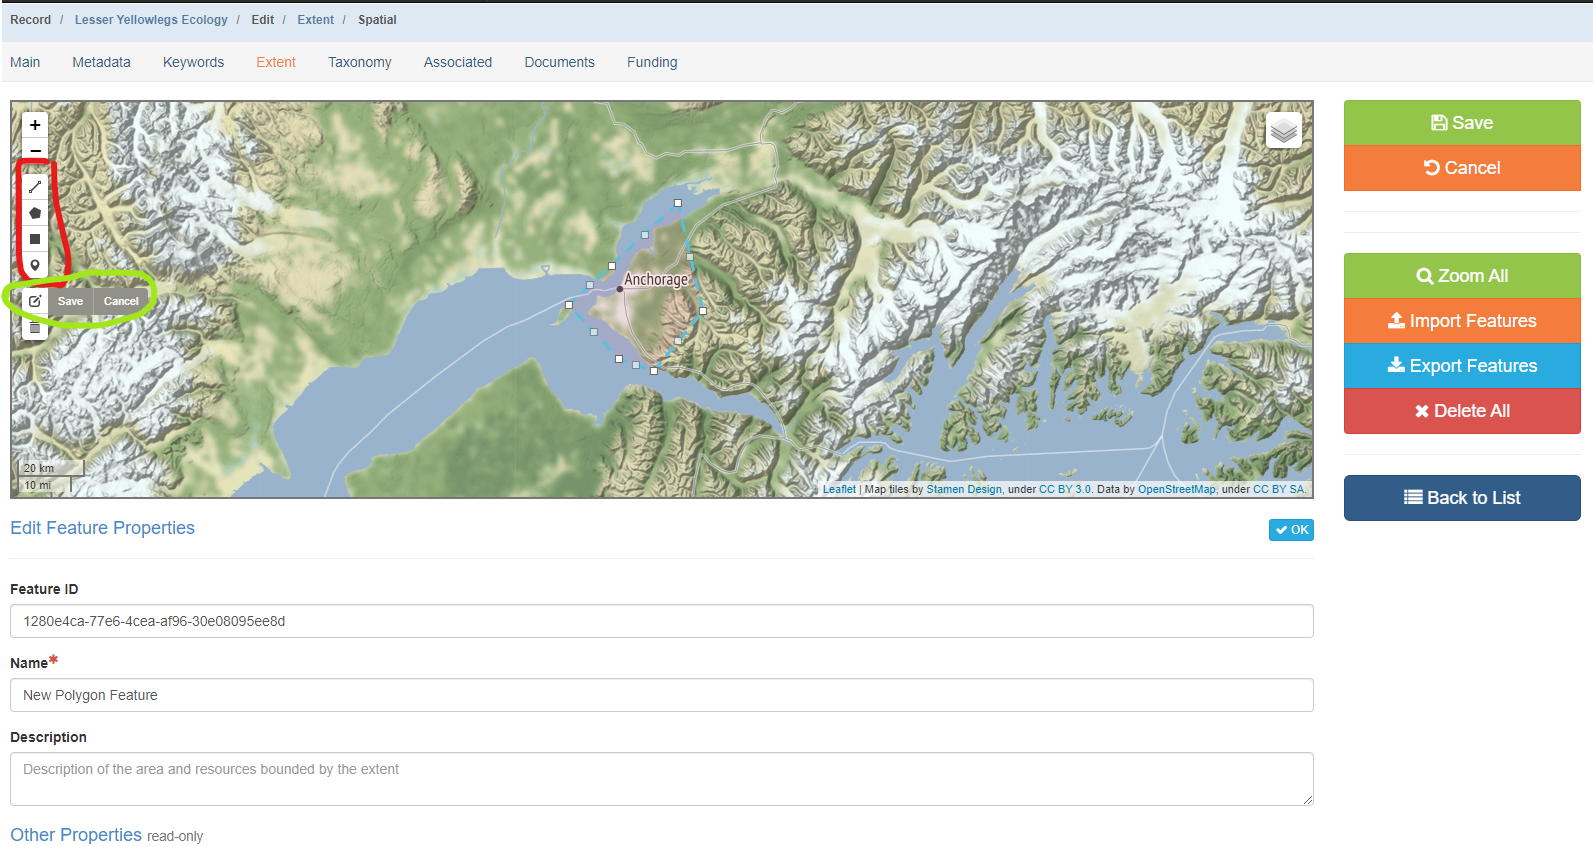 Record / Lesser Yellowlegs Ecology / Edit / Extent / Spatial
Main Metadata Keywords Extent Taxonomy Associated Documents Funding
+
−
Save Cancel
Anchorage
20 km
10 mi
Leaflet | Map tiles by Stamen Design, under CC BY 3.0. Data by OpenStreetMap, under CC BY SA.
Save
Cancel
Zoom All
Import Features
Export Features
Delete All
Back to List
Edit Feature Properties
OK
Feature ID
1280e4ca-77e6-4cea-af96-30e08095ee8d
Name*
New Polygon Feature
Description
Description of the area and resources bounded by the extent
Other Properties read-only